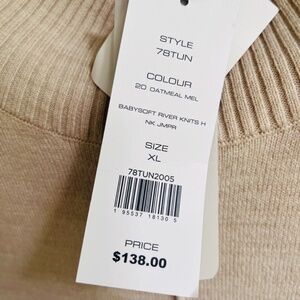 STYLE
78TUN
COLOUR
20 OATMEAL MEL
BABYSOFT RIVER KNITS H
NK JMPR
SIZE
XL
78TUN2005
1 95537 18130 5
PRICE
$138.00